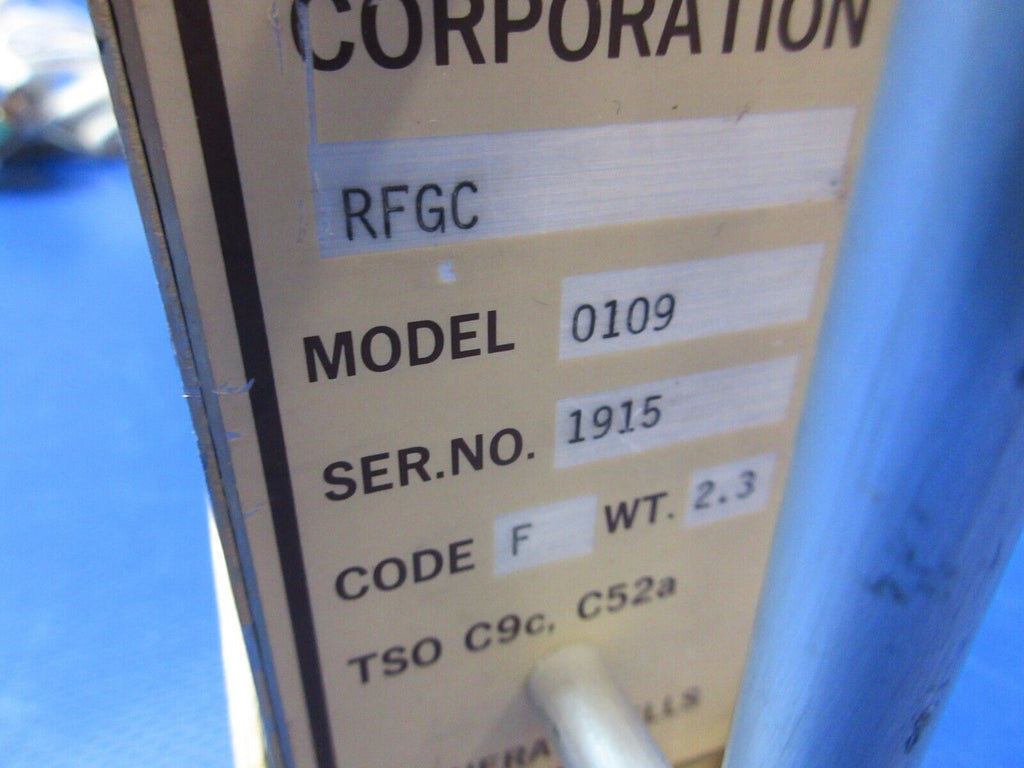 CORPORATION
RFGC
MODEL 0109
SER.NO. 1915
CODE F WT. 2.3
TSO C9c, C52a